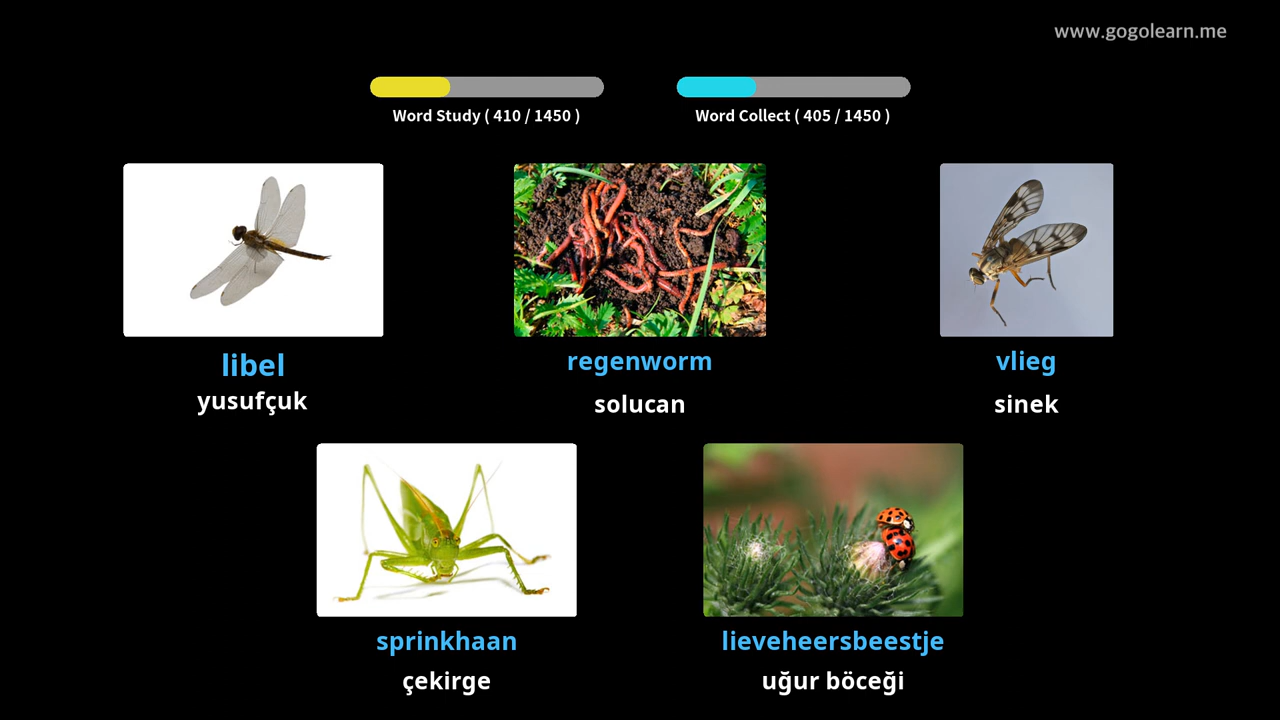 www.gogolearn.me
Word Study ( 410 / 1450 )
Word Collect ( 405 / 1450 )
libel
yusufçuk
regenworm
solucan
vlieg
sinek
sprinkhaan
çekirge
lieveheersbeestje
uğur böceği